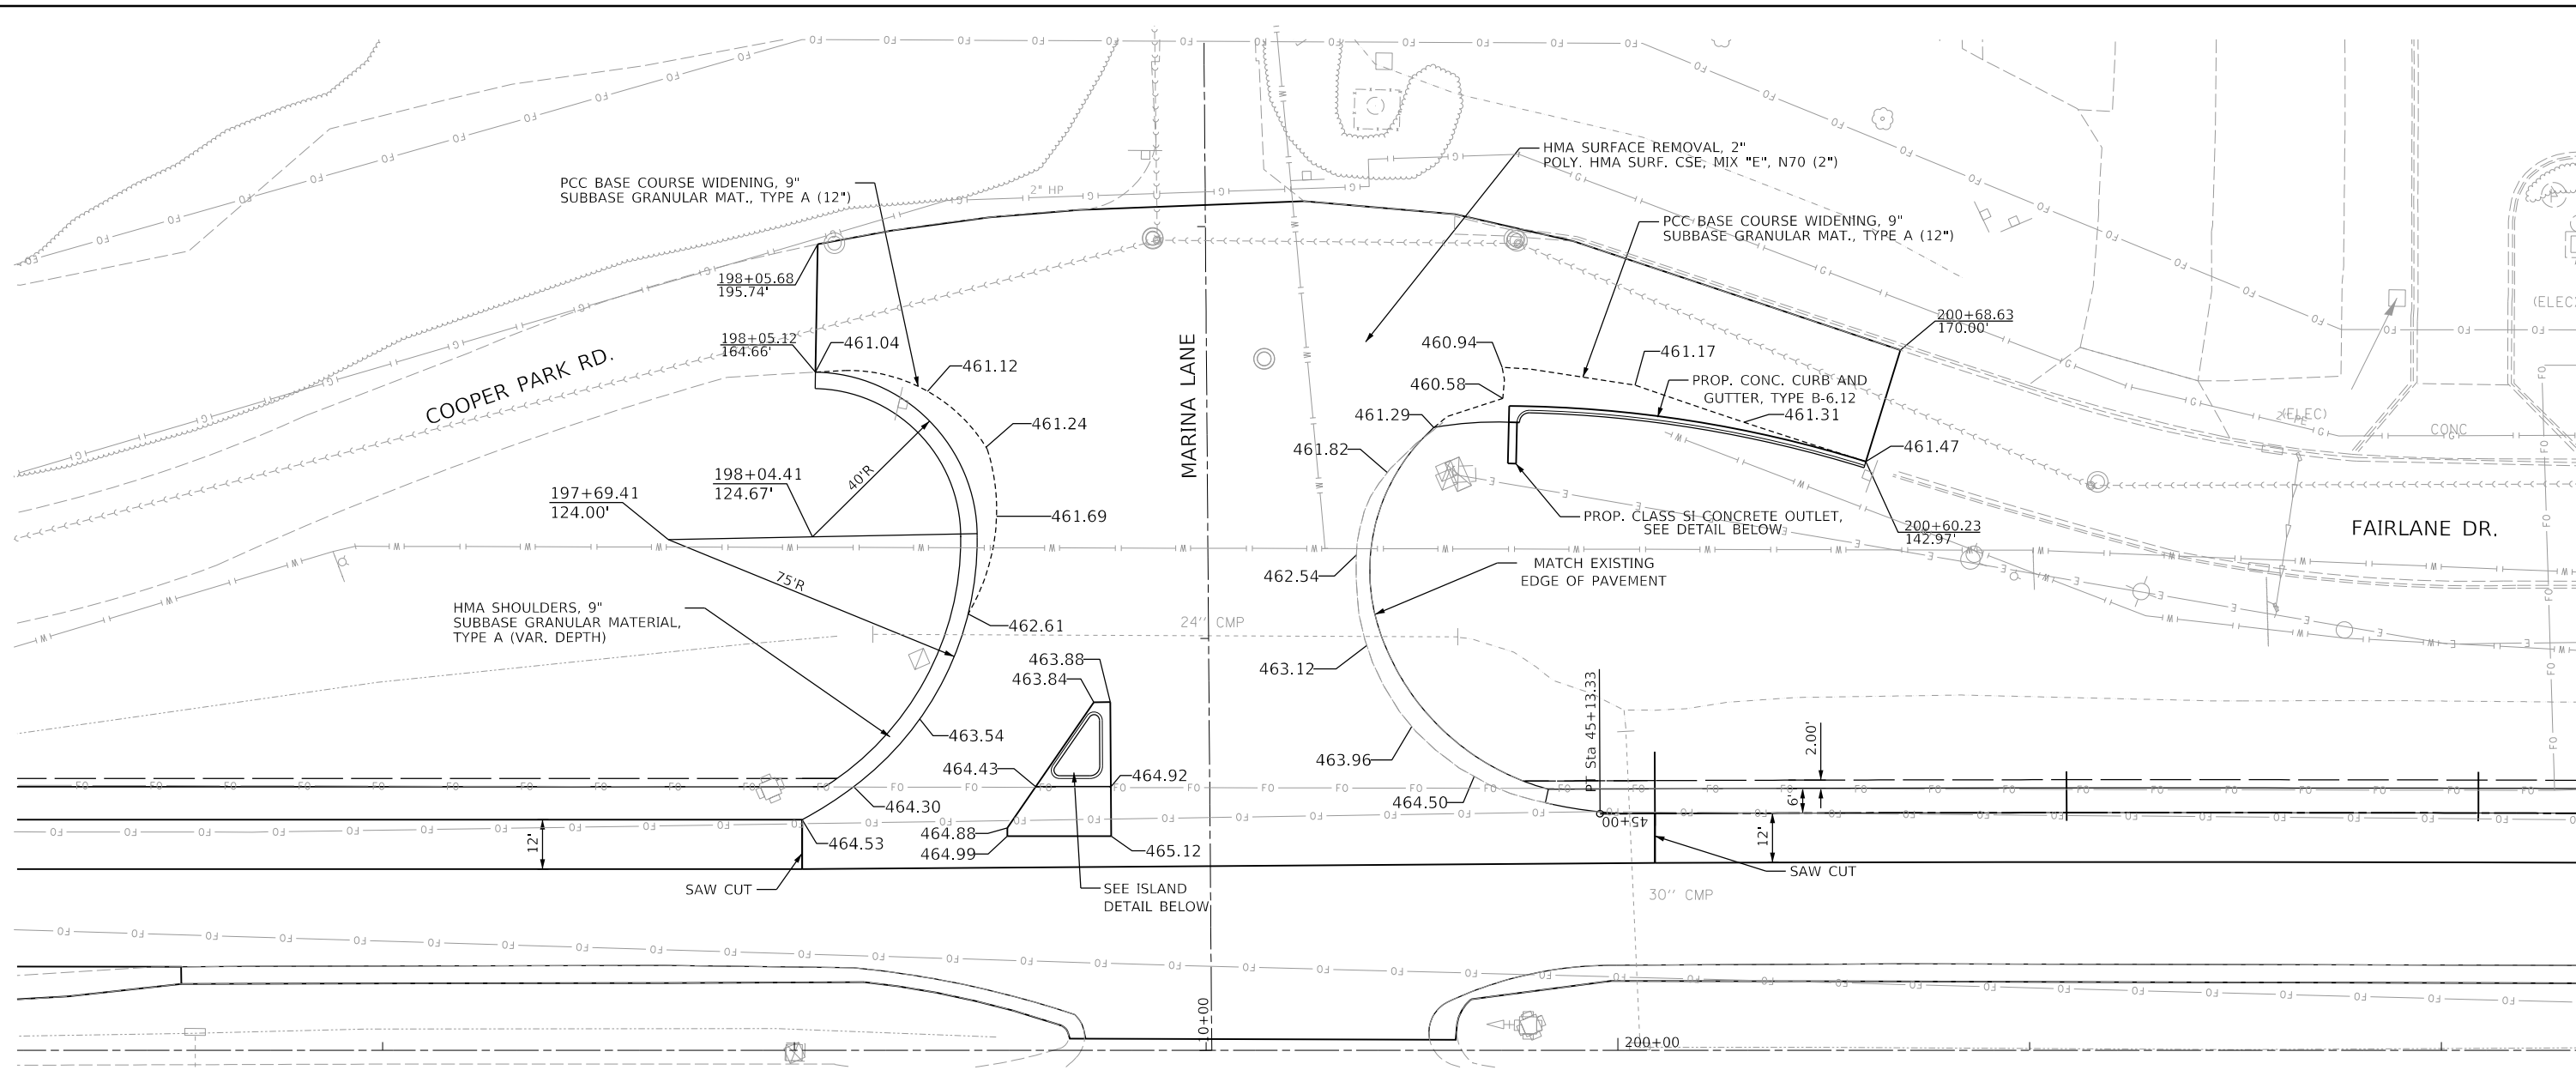 2" HP
HMA SURFACE REMOVAL, 2"
POLY. HMA SURF. CSE, MIX "E", N70 (2")
PCC BASE COURSE WIDENING, 9"
SUBBASE GRANULAR MAT., TYPE A (12")
PCC BASE COURSE WIDENING, 9"
SUBBASE GRANULAR MAT., TYPE A (12")
198+05.68
195.74'
198+05.12
164.66'
461.04
461.12
461.24
461.69
COOPER PARK RD.
MARINA LANE
40'R
198+04.41
124.67'
197+69.41
124.00'
75'R
460.94
460.58
461.29
461.82
461.17
PROP. CONC. CURB AND
GUTTER, TYPE B-6.12
461.31
461.47
200+68.63
170.00'
200+60.23
142.97'
(ELEC)
CONC
PROP. CLASS SI CONCRETE OUTLET,
SEE DETAIL BELOW
FAIRLANE DR.
462.54
MATCH EXISTING
EDGE OF PAVEMENT
HMA SHOULDERS, 9"
SUBBASE GRANULAR MATERIAL,
TYPE A (VAR. DEPTH)
462.61
24'' CMP
463.88
463.84
463.12
463.54
463.96
464.43
464.92
464.30
464.50
464.88
464.53
464.99
465.12
PT Sta 45+13.33
45+00
2.00'
6'
12'
12'
SAW CUT
SAW CUT
SEE ISLAND
DETAIL BELOW
30'' CMP
10+00
200+00